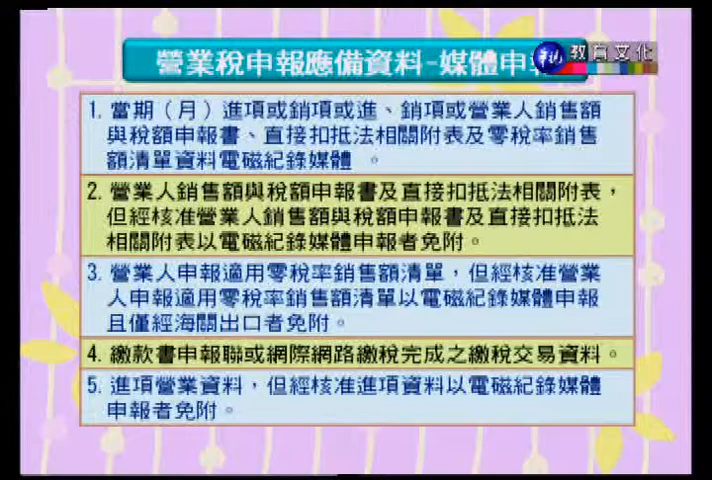 營業稅申報應備資料-媒體申報
華視 教育文化
1. 當期（月）進項或銷項或進、銷項或營業人銷售額
與稅額申報書、直接扣抵法相關附表及零稅率銷售
額清單資料電磁紀錄媒體 。
2. 營業人銷售額與稅額申報書及直接扣抵法相關附表，
但經核准營業人銷售額與稅額申報書及直接扣抵法
相關附表以電磁紀錄媒體申報者免附。
3. 營業人申報適用零稅率銷售額清單，但經核准營業
人申報適用零稅率銷售額清單以電磁紀錄媒體申報
且僅經海關出口者免附。
4. 繳款書申報聯或網際網路繳稅完成之繳稅交易資料。
5. 進項營業資料，但經核准進項資料以電磁紀錄媒體
申報者免附。